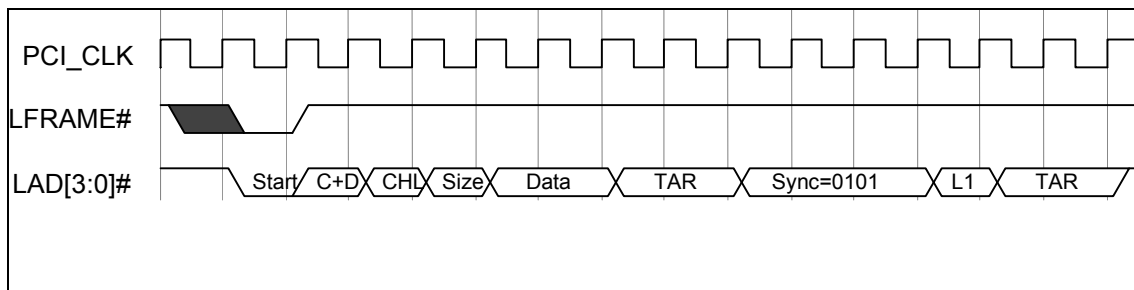 PCI_CLK
LFRAME#
LAD[3:0]# Start C+D CHL Size Data TAR Sync=0101 L1 TAR